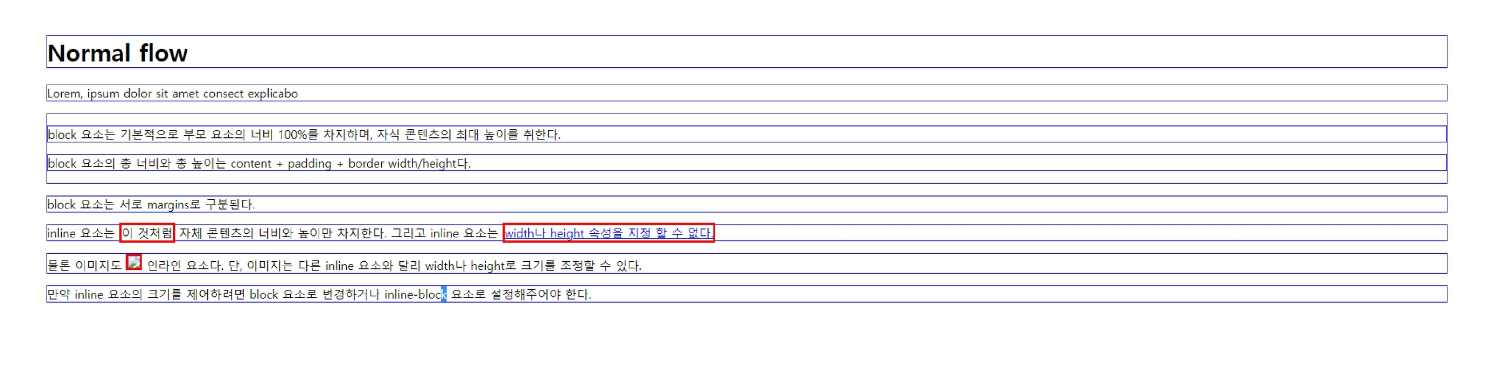 Normal flow
Lorem, ipsum dolor sit amet consect explicabo
block 요소는 기본적으로 부모 요소의 너비 100%를 차지하며, 자식 콘텐츠의 최대 높이를 취한다.
block 요소의 총 너비와 총 높이는 content + padding + border width/height다.
block 요소는 서로 margins로 구분된다.
inline 요소는 이 것처럼 자체 콘텐츠의 너비와 높이만 차지한다. 그리고 inline 요소는 width나 height 속성을 지정 할 수 없다.
물론 이미지도 인라인 요소다. 단, 이미지는 다른 inline 요소와 달리 width나 height로 크기를 조정할 수 있다.
만약 inline 요소의 크기를 제어하려면 block 요소로 변경하거나 inline-block 요소로 설정해주어야 한다.